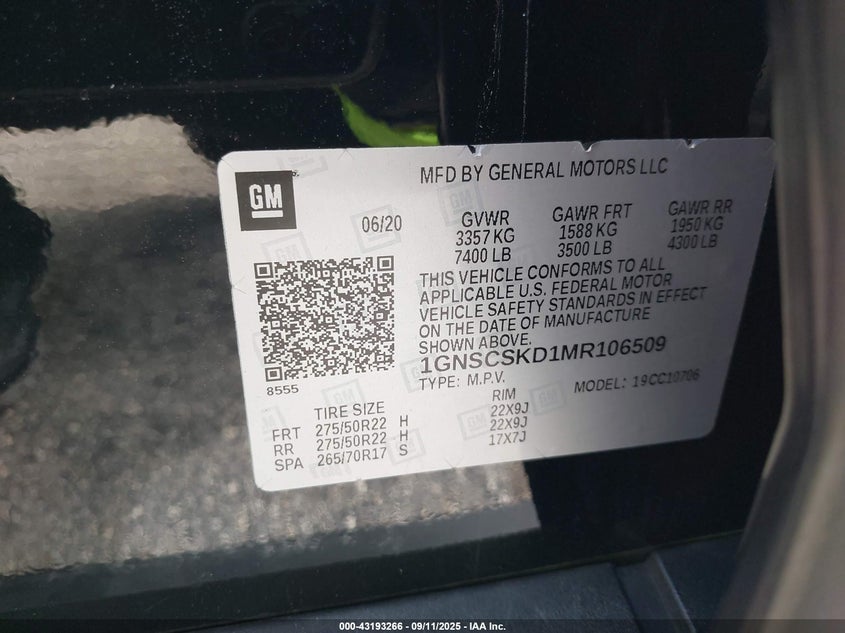 GM
MFD BY GENERAL MOTORS LLC
06/20
GVWR GAWR FRT GAWR RR
3357 KG 1588 KG 1950 KG
7400 LB 3500 LB 4300 LB
THIS VEHICLE CONFORMS TO ALL
APPLICABLE U.S. FEDERAL MOTOR
VEHICLE SAFETY STANDARDS IN EFFECT
ON THE DATE OF MANUFACTURE
SHOWN ABOVE.
1GNSCSKD1MR106509
TYPE: M.P.V. MODEL: 19CC10706
8555
TIRE SIZE RIM
FRT 275/50R22 H 22X9J
RR 275/50R22 H 22X9J
SPA 265/70R17 S 17X7J
000-43193266 - 09/11/2025 - IAA Inc.